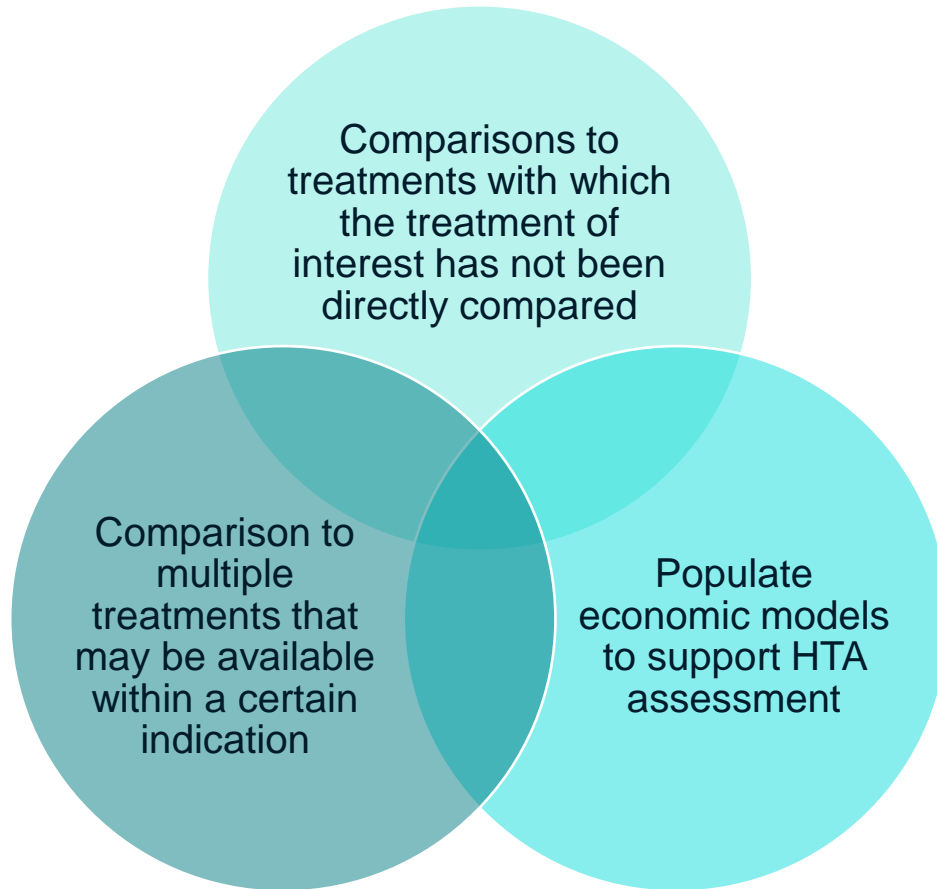 Comparisons to
treatments with which
the treatment of
interest has not been
directly compared
Comparison to
multiple
treatments that
may be available
within a certain
indication
Populate
economic models
to support HTA
assessment